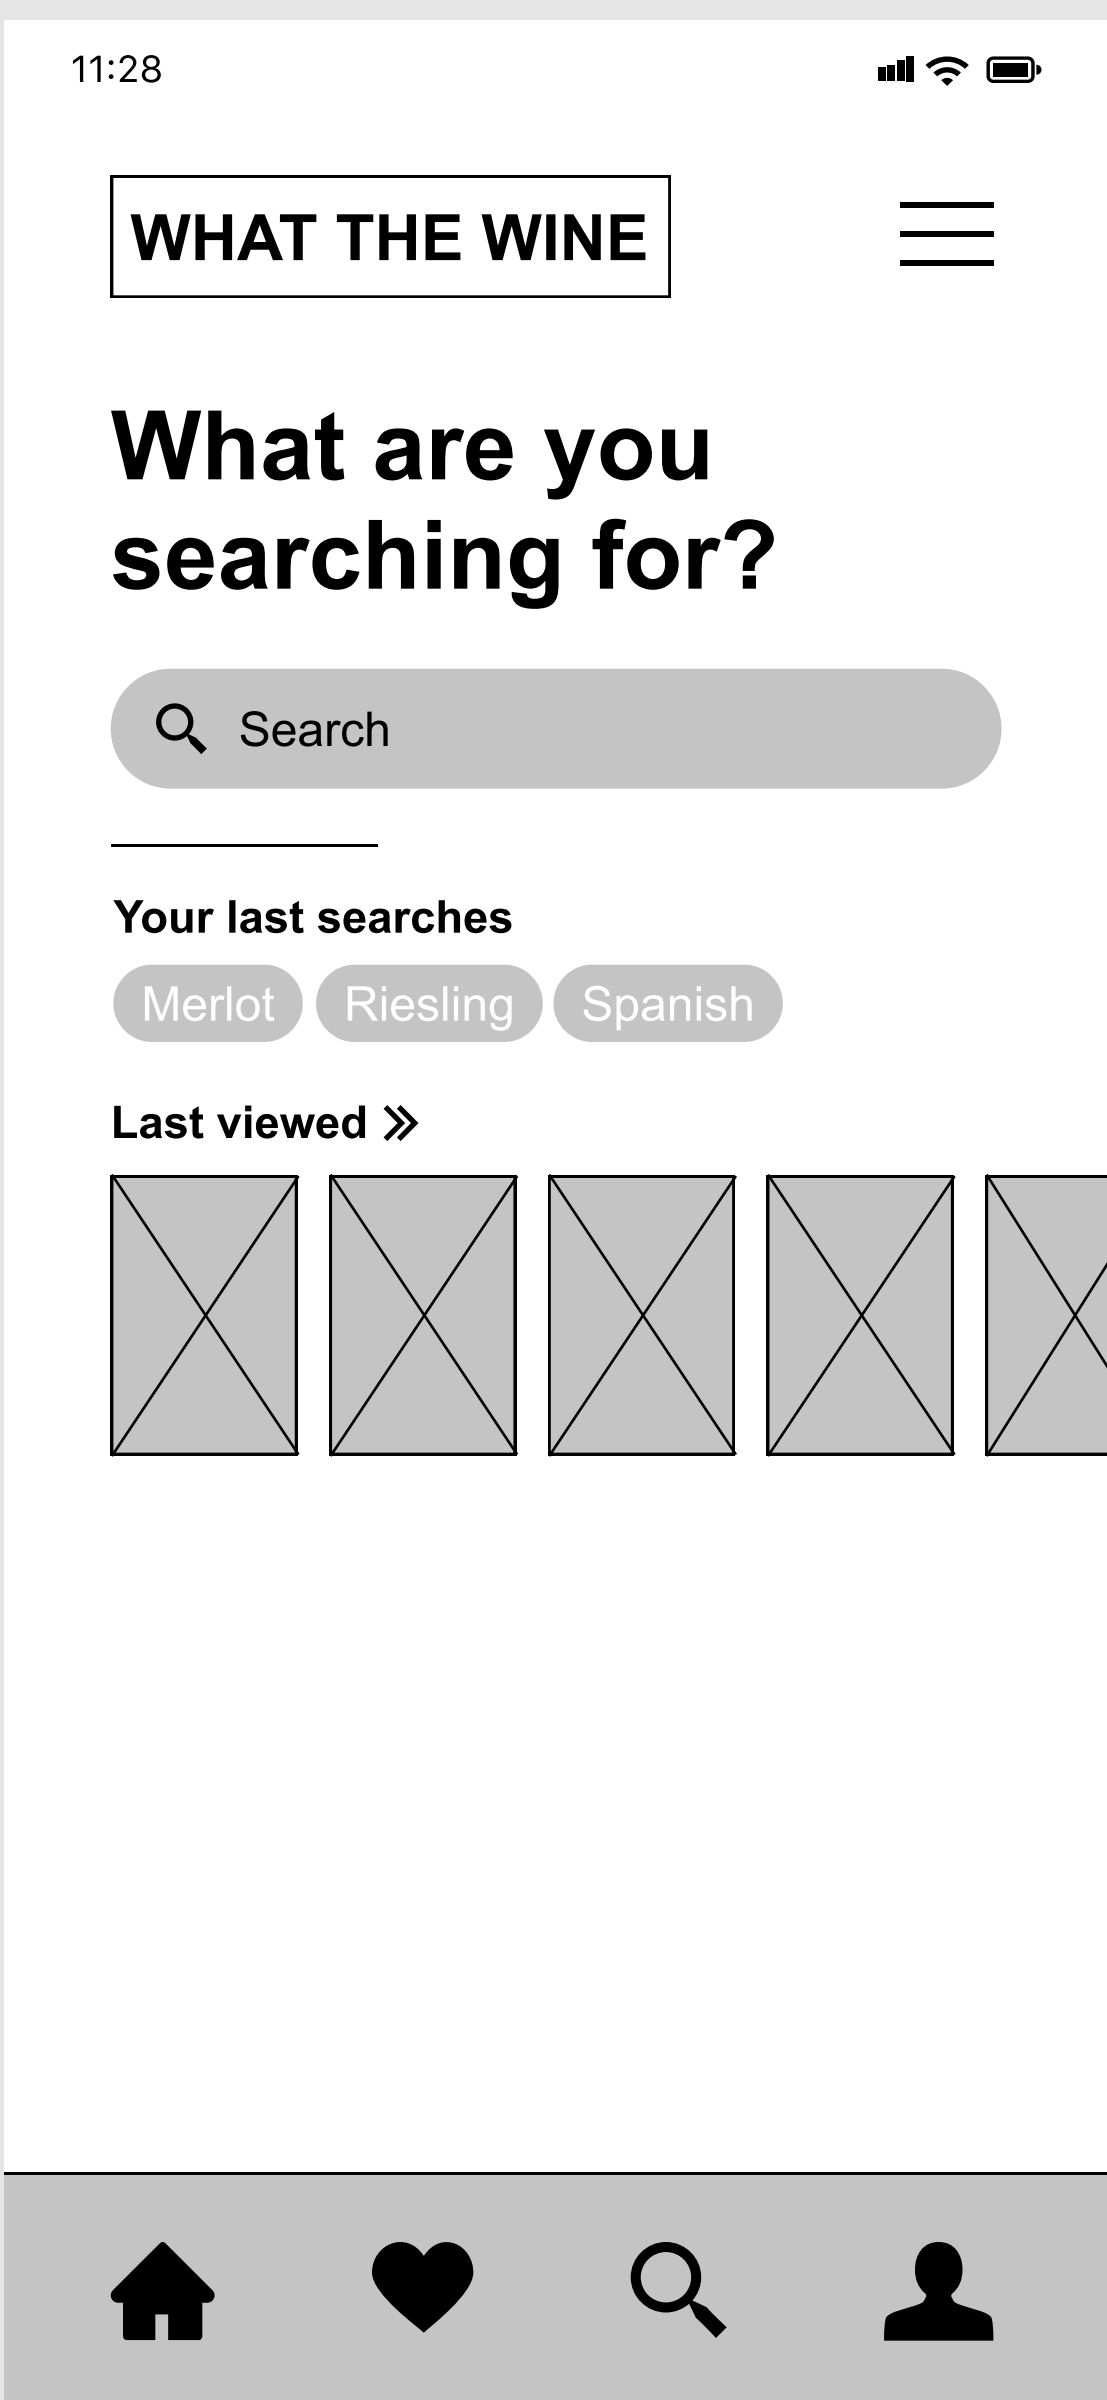 11:28
WHAT THE WINE
What are you
searching for?
Search
Your last searches
Merlot Riesling Spanish
Last viewed